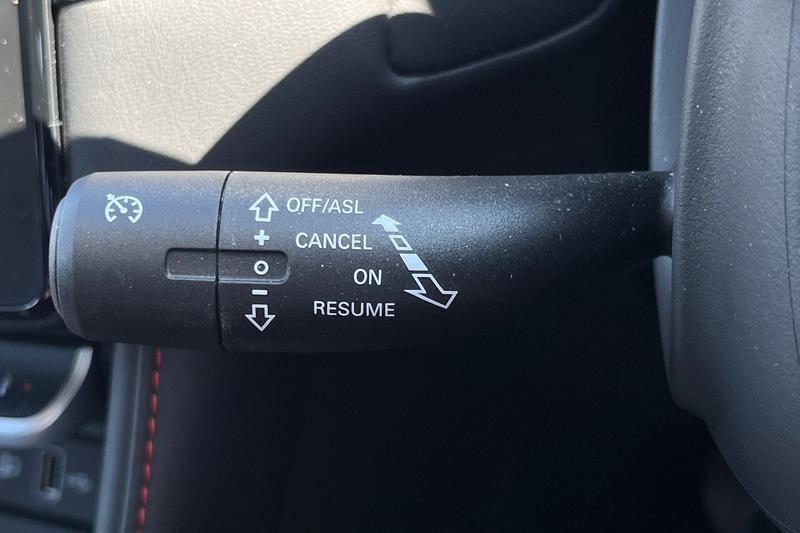 OFF/ASL
+
CANCEL
ON
-
RESUME